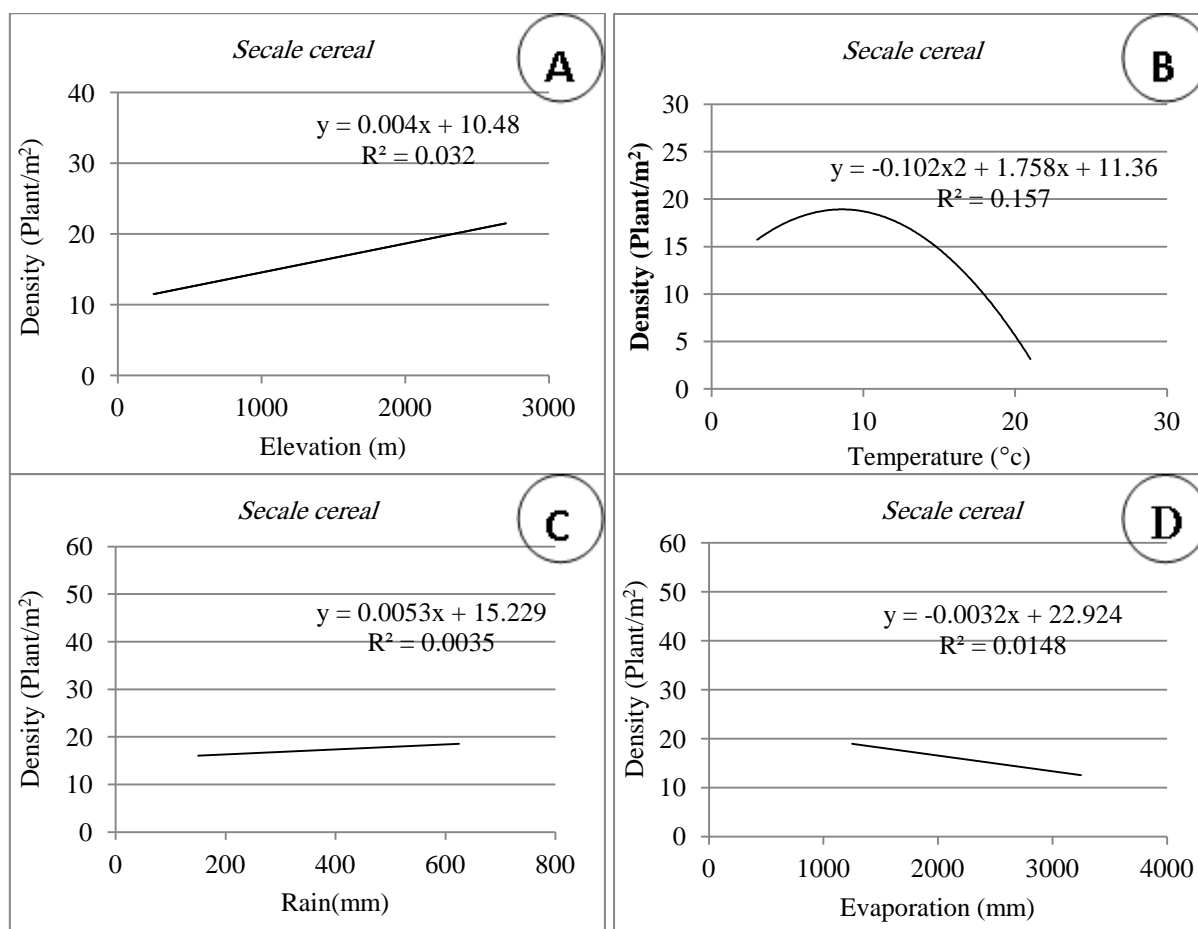 Secale cereal
A
40
30
20
10
0
y = 0.004x + 10.48
R² = 0.032
Density (Plant/m²)
0 1000 2000 3000
Elevation (m)
Secale cereal
B
30
25
20
15
10
5
0
y = -0.102x2 + 1.758x + 11.36
R² = 0.157
Density (Plant/m²)
0 10 20 30
Temperature (°c)
Secale cereal
C
60
50
40
30
20
10
0
y = 0.0053x + 15.229
R² = 0.0035
Density (Plant/m²)
0 200 400 600 800
Rain(mm)
Secale cereal
D
60
50
40
30
20
10
0
y = -0.0032x + 22.924
R² = 0.0148
Density (Plant/m²)
0 1000 2000 3000 4000
Evaporation (mm)